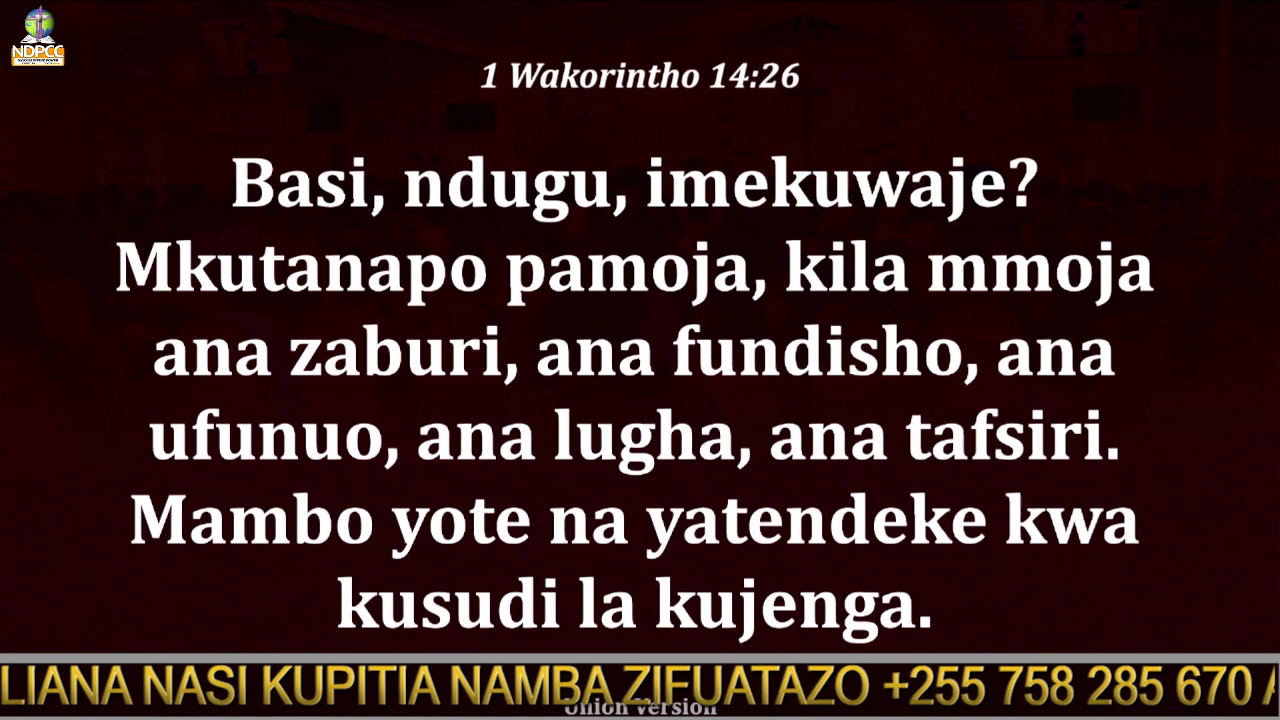 NDPCC
1 Wakorintho 14:26
Basi, ndugu, imekuwaje?
Mkutanapo pamoja, kila mmoja
ana zaburi, ana fundisho, ana
ufunuo, ana lugha, ana tafsiri.
Mambo yote na yatendeke kwa
kusudi la kujenga.
LIANA NASI KUPITIA NAMBA ZIFUATAZO +255 758 285 670 A
Union Version